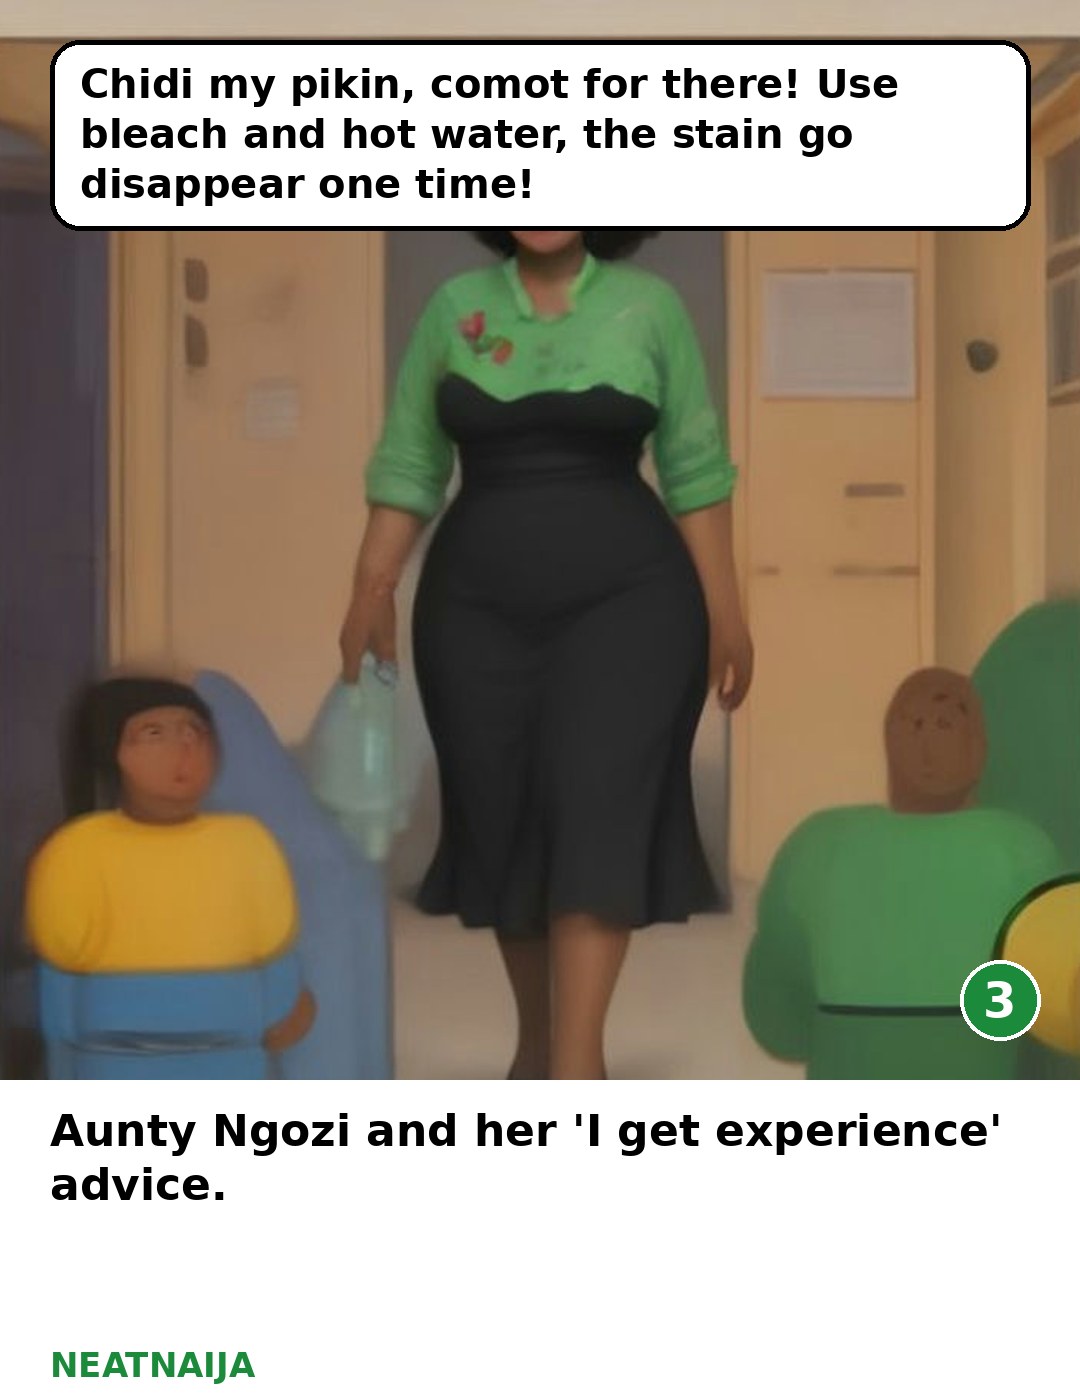 Chidi my pikin, comot for there! Use
bleach and hot water, the stain go
disappear one time!
3
Aunty Ngozi and her 'I get experience'
advice.
NEATNAIJA